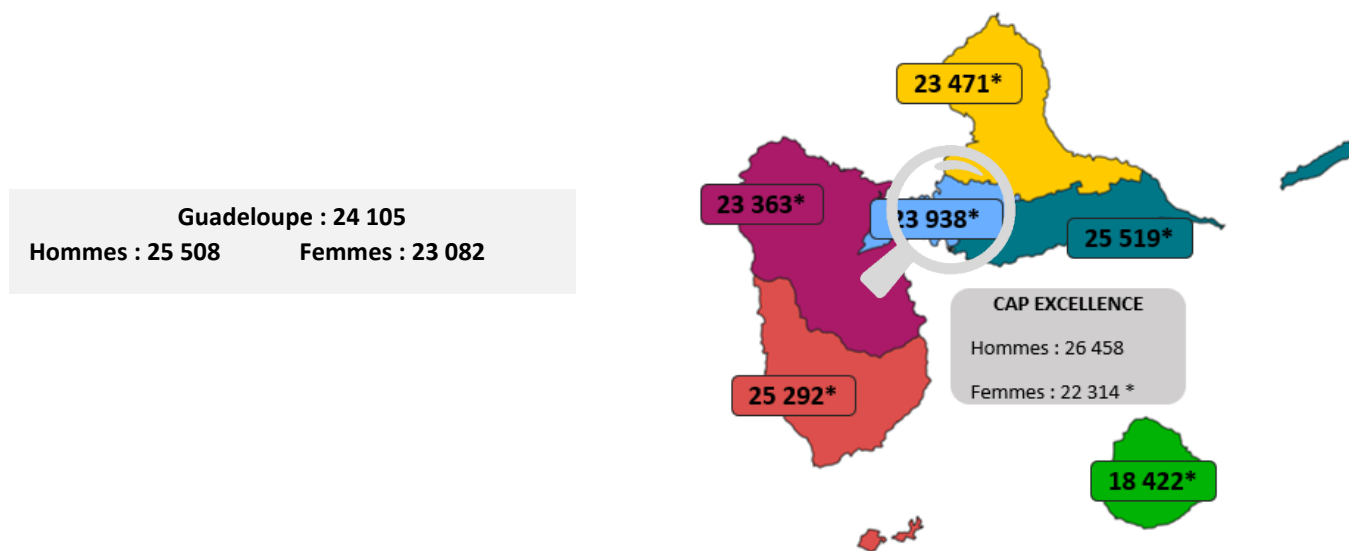 Guadeloupe : 24 105
Hommes : 25 508 Femmes : 23 082
23 471*
23 363*
23 938*
25 519*
CAP EXCELLENCE
Hommes : 26 458
Femmes : 22 314 *
25 292*
18 422*